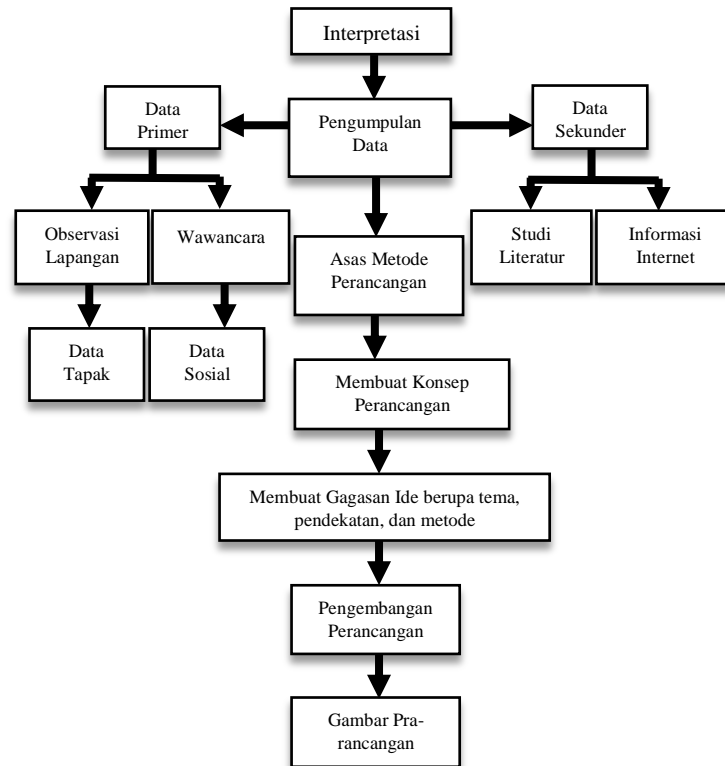 Interpretasi
Data
Primer
Pengumpulan
Data
Data
Sekunder
Observasi
Lapangan
Wawancara
Asas Metode
Perancangan
Studi
Literatur
Informasi
Internet
Data
Tapak
Data
Sosial
Membuat Konsep
Perancangan
Membuat Gagasan Ide berupa tema,
pendekatan, dan metode
Pengembangan
Perancangan
Gambar Pra-
rancangan